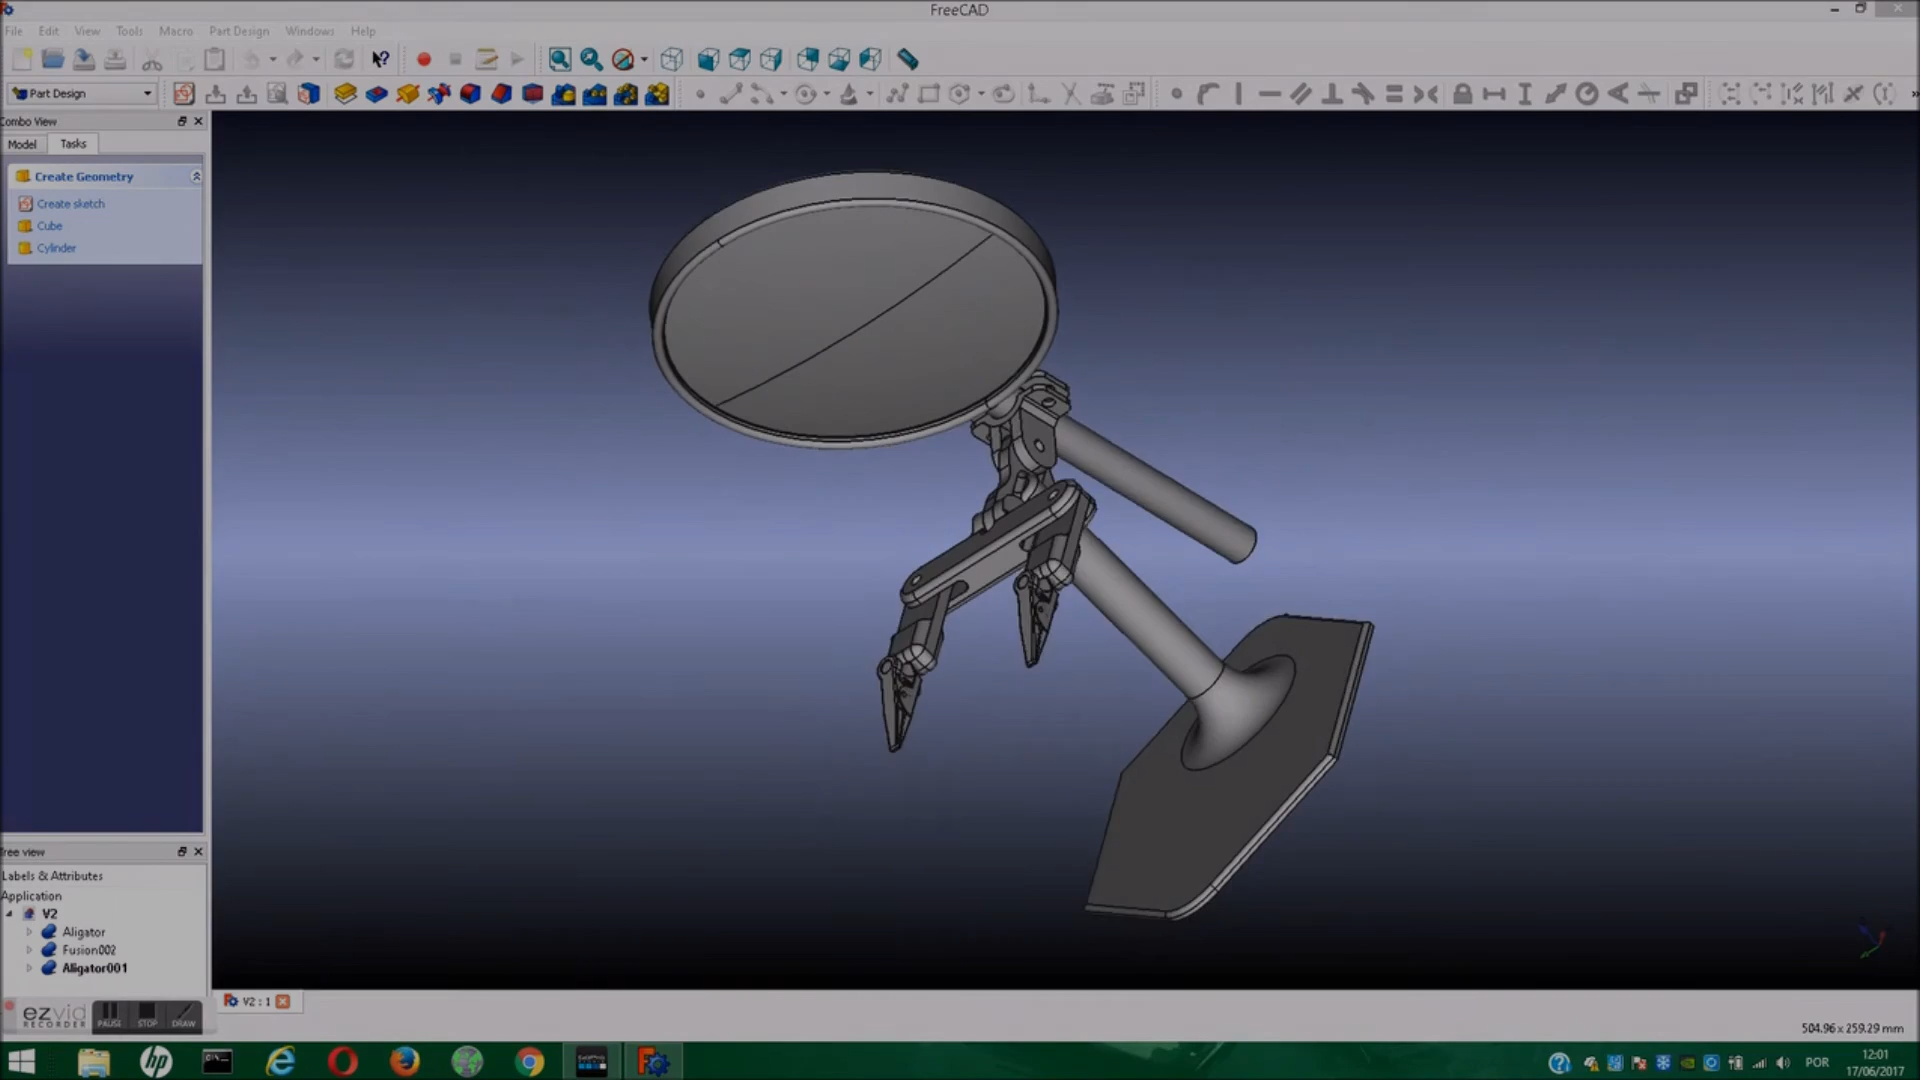 FreeCAD
File Edit View Tools Macro Part Design Windows Help
Part Design
Combo View
Model Tasks
Create Geometry
Create sketch
Cube
Cylinder
Tree view
Labels & Attributes
Application
V2
Aligator
Fusion002
Aligator001
ezvid
RECORDER
PAUSE STOP DRAW
V2 : 1
504.96 x 259.29 mm
hp
POR
12:01
17/06/2017